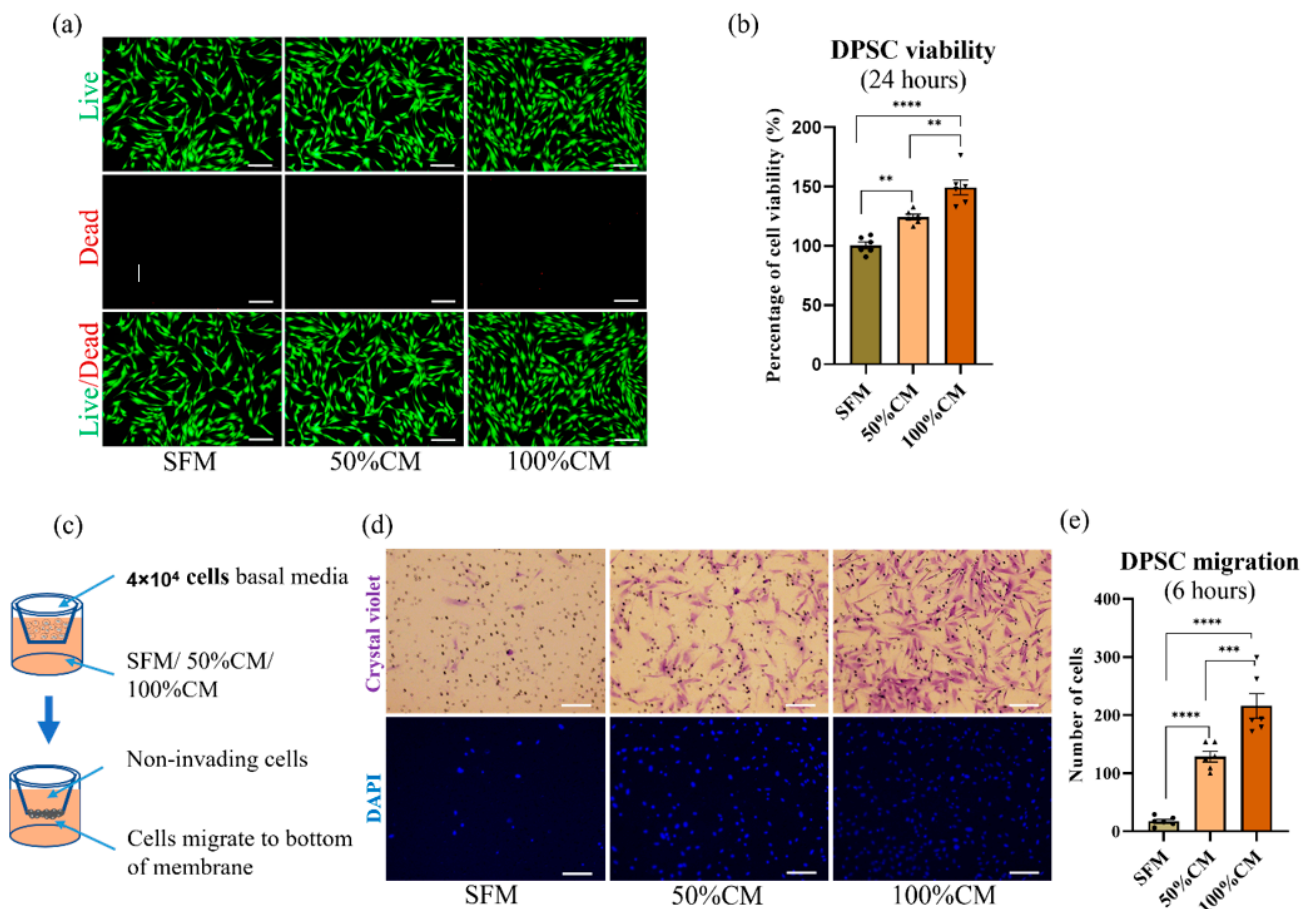 (a)
Live
Dead
Live/Dead
SFM
50%CM
100%CM
(b)
DPSC viability
(24 hours)
****
**
**
Percentage of cell viability (%)
200
150
100
50
0
SFM
50%CM
100%CM
(c)
4×10⁴ cells basal media
SFM/ 50%CM/
100%CM
Non-invading cells
Cells migrate to bottom
of membrane
(d)
Crystal violet
DAPI
SFM
50%CM
100%CM
(e)
DPSC migration
(6 hours)
****
***
****
Number of cells
400
300
200
100
0
SFM
50%CM
100%CM